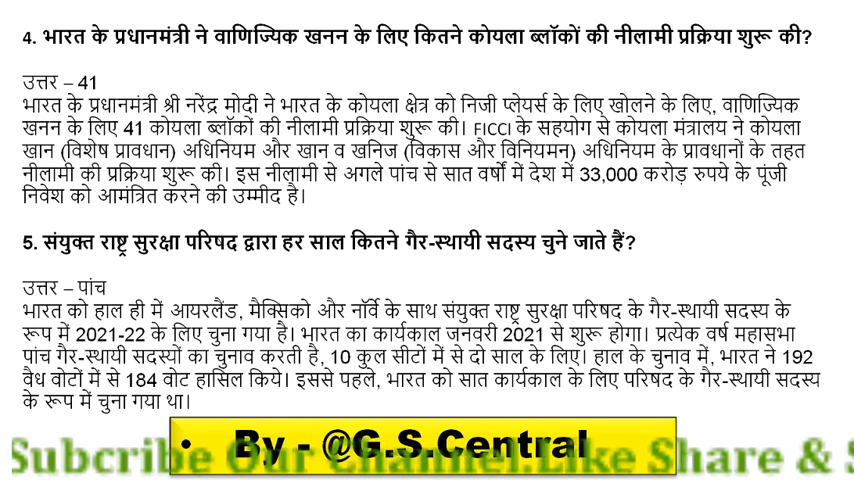 4. भारत के प्रधानमंत्री ने वाणिज्यिक खनन के लिए कितने कोयला ब्लॉकों की नीलामी प्रक्रिया शुरू की?
उत्तर – 41
भारत के प्रधानमंत्री श्री नरेंद्र मोदी ने भारत के कोयला क्षेत्र को निजी प्लेयर्स के लिए खोलने के लिए, वाणिज्यिक
खनन के लिए 41 कोयला ब्लॉकों की नीलामी प्रक्रिया शुरू की। FICCI के सहयोग से कोयला मंत्रालय ने कोयला
खान (विशेष प्रावधान) अधिनियम और खान व खनिज (विकास और विनियमन) अधिनियम के प्रावधानों के तहत
नीलामी की प्रक्रिया शुरू की। इस नीलामी से अगले पांच से सात वर्षों में देश में 33,000 करोड़ रुपये के पूंजी
निवेश को आमंत्रित करने की उम्मीद है।
5. संयुक्त राष्ट्र सुरक्षा परिषद द्वारा हर साल कितने गैर-स्थायी सदस्य चुने जाते हैं?
उत्तर – पांच
भारत को हाल ही में आयरलैंड, मैक्सिको और नॉर्वे के साथ संयुक्त राष्ट्र सुरक्षा परिषद के गैर-स्थायी सदस्य के
रूप में 2021-22 के लिए चुना गया है। भारत का कार्यकाल जनवरी 2021 से शुरू होगा। प्रत्येक वर्ष महासभा
पांच गैर-स्थायी सदस्यों का चुनाव करती है, 10 कुल सीटों में से दो साल के लिए। हाल के चुनाव में, भारत ने 192
वैध वोटों में से 184 वोट हासिल किये। इससे पहले, भारत को सात कार्यकाल के लिए परिषद के गैर-स्थायी सदस्य
के रूप में चुना गया था।
• By - @G.S.Central
Subcribe Our Channel.Like Share & S